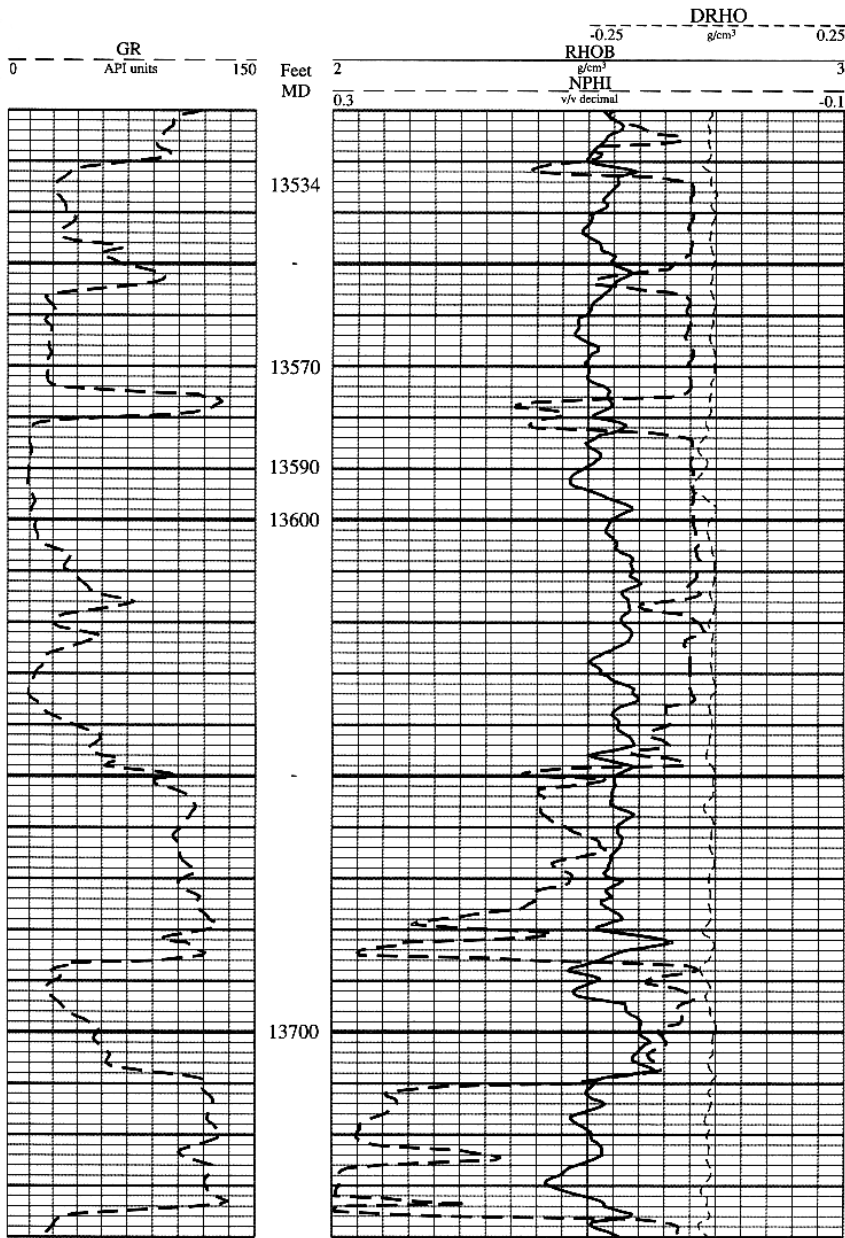 DRHO
-0.25 g/cm³ 0.25
GR
0 API units 150
Feet
MD
RHOB
2 g/cm³ 3
NPHI
0.3 v/v decimal -0.1
13534
-
13570
13590
13600
-
13700